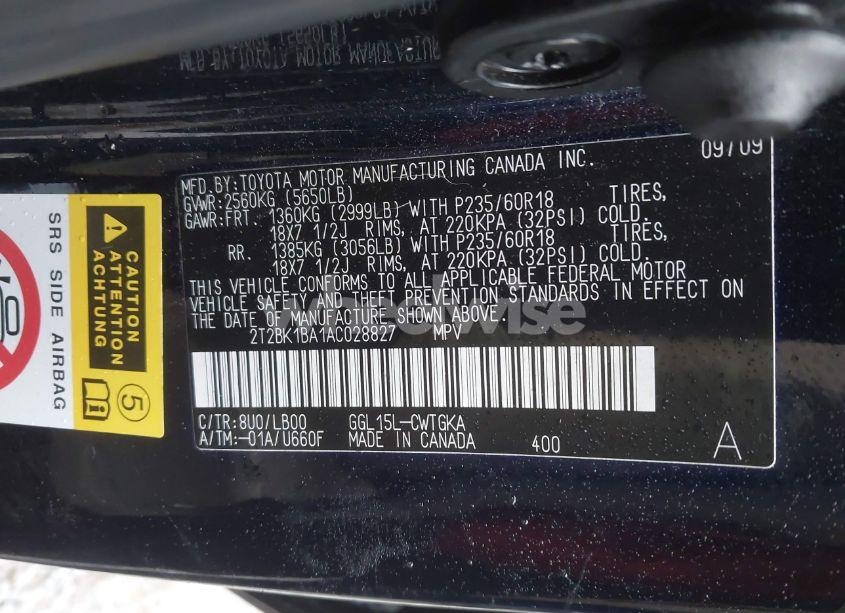 MFD.BY:TOYOTA MOTOR MANUFACTURING CANADA INC. 09/09
GVWR:2560KG (5650LB)
GAWR:FRT. 1360KG (2999LB) WITH P235/60R18 TIRES,
18X7 1/2J RIMS, AT 220KPA (32PSI) COLD.
RR. 1385KG (3056LB) WITH P235/60R18 TIRES,
18X7 1/2J RIMS, AT 220KPA (32PSI) COLD.
THIS VEHICLE CONFORMS TO ALL APPLICABLE FEDERAL MOTOR
VEHICLE SAFETY AND THEFT PREVENTION STANDARDS IN EFFECT ON
THE DATE OF MANUFACTURE SHOWN ABOVE.
2T2BK1BA1AC028827 MPV
C/TR:8U0/LB00 GGL15L-CWTGKA
A/TM:-01A/U660F MADE IN CANADA 400 A
SRS SIDE AIRBAG
CAUTION
ATTENTION
ACHTUNG
5
wheelwise